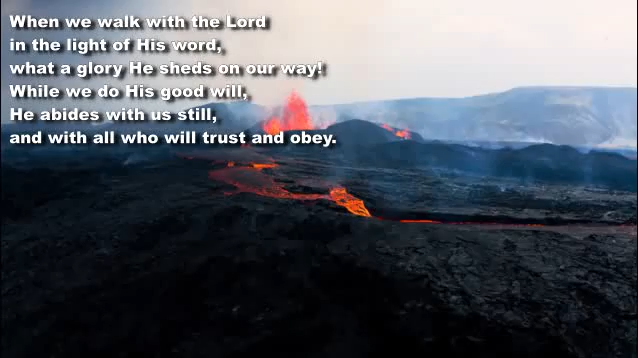 When we walk with the Lord
in the light of His word,
what a glory He sheds on our way!
While we do His good will,
He abides with us still,
and with all who will trust and obey.